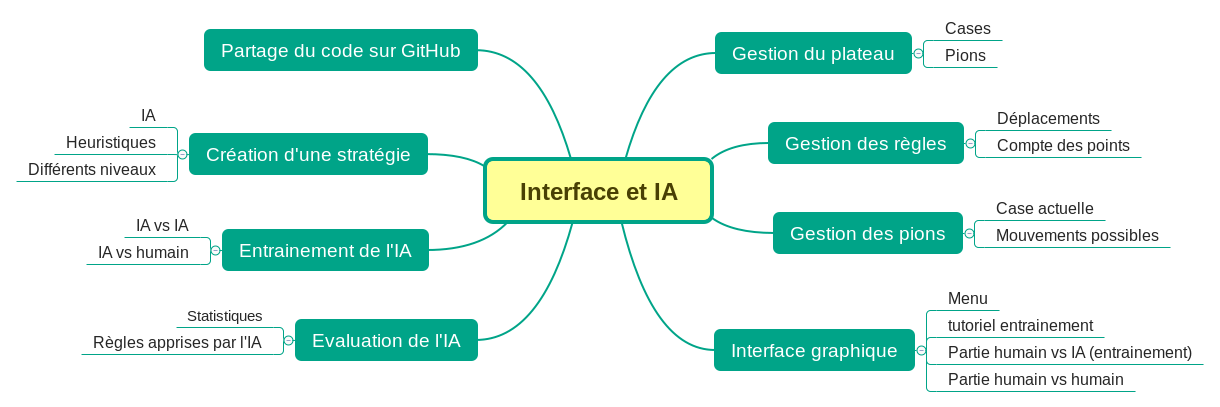 Interface et IA
Partage du code sur GitHub
Création d'une stratégie
IA
Heuristiques
Différents niveaux
Entrainement de l'IA
IA vs IA
IA vs humain
Evaluation de l'IA
Statistiques
Règles apprises par l'IA
Gestion du plateau
Cases
Pions
Gestion des règles
Déplacements
Compte des points
Gestion des pions
Case actuelle
Mouvements possibles
Interface graphique
Menu
tutoriel entrainement
Partie humain vs IA (entrainement)
Partie humain vs humain